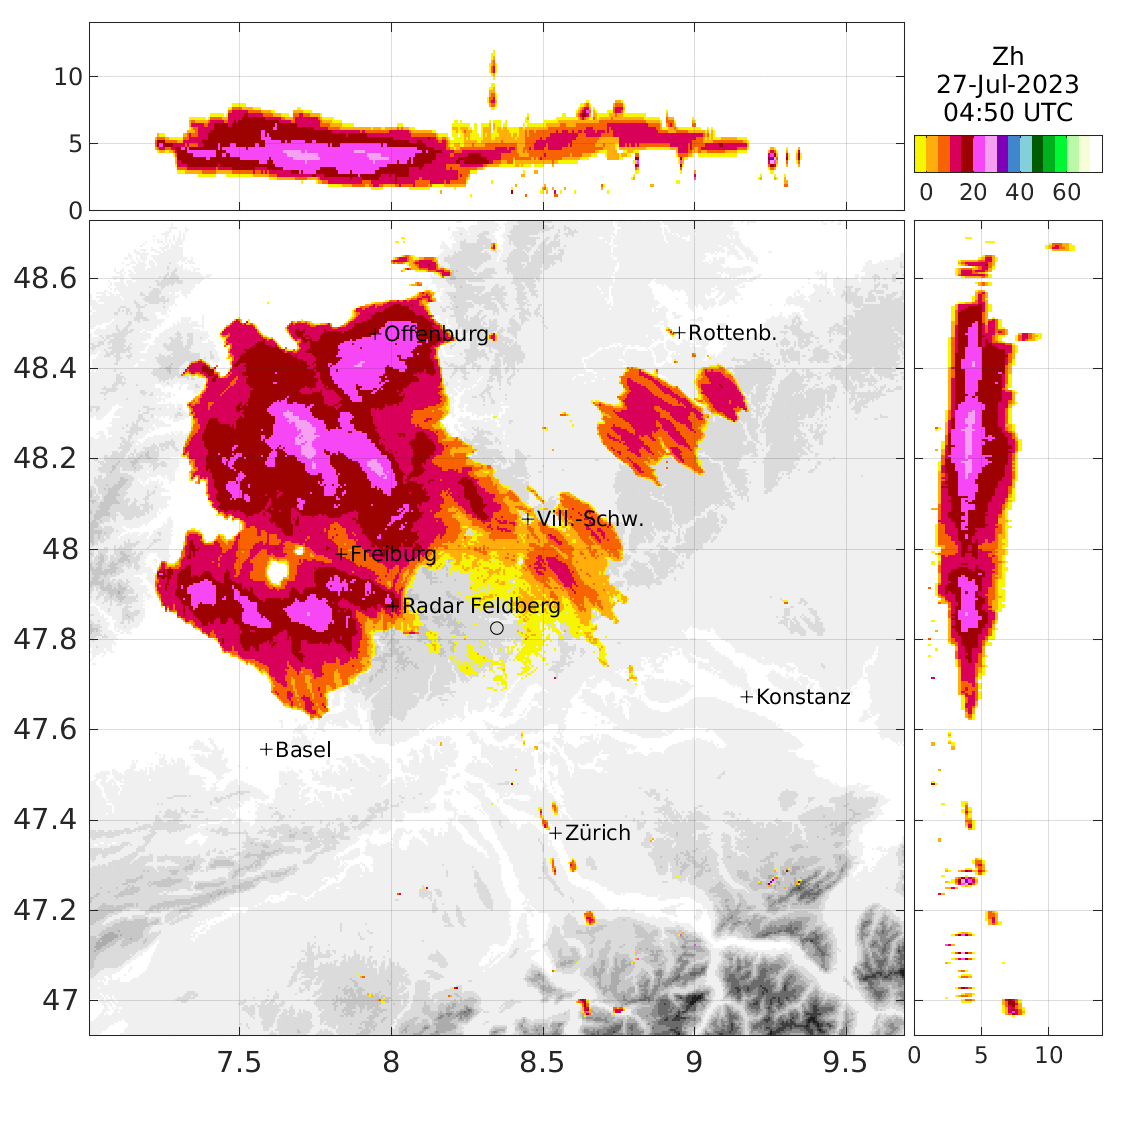 10
5
0
Zh
27-Jul-2023
04:50 UTC
0 20 40 60
48.6
48.4
48.2
48
47.8
47.6
47.4
47.2
47
Offenburg
Rottenb.
Vill.-Schw.
Freiburg
Radar Feldberg
Konstanz
Basel
Zürich
7.5 8 8.5 9 9.5
0 5 10